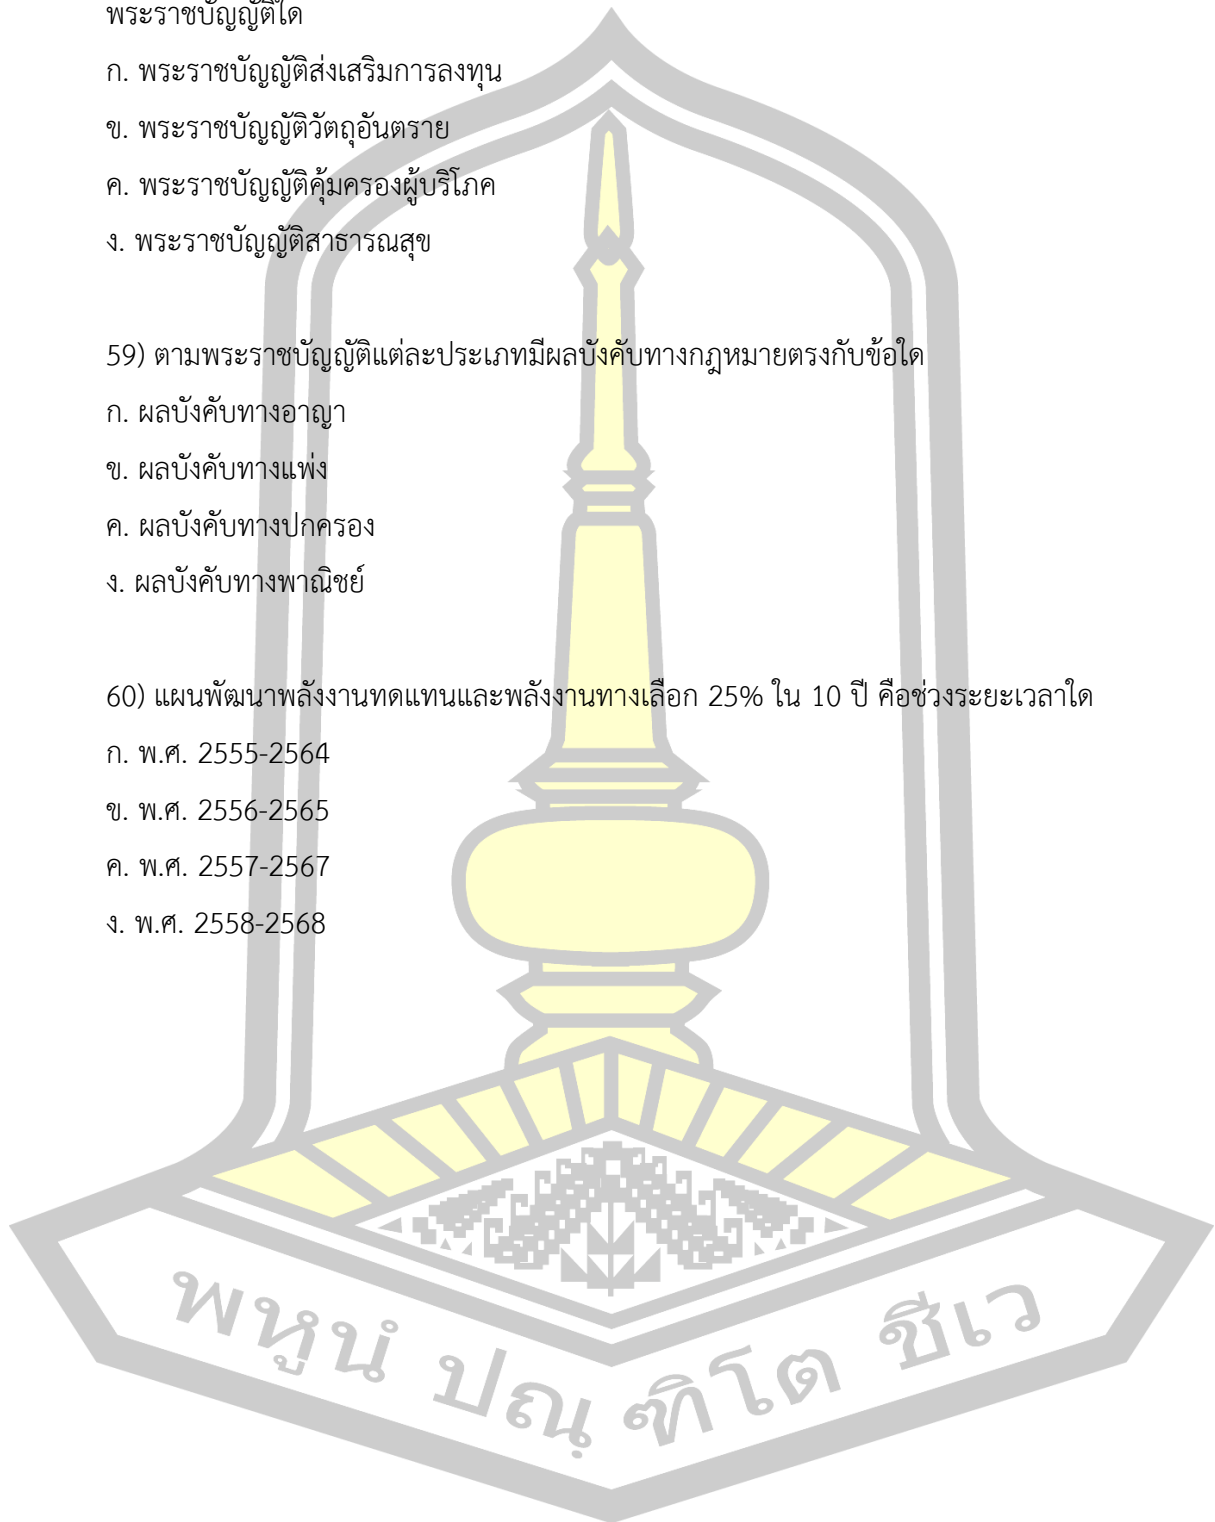 พระราชบัญญัติใด
ก. พระราชบัญญัติส่งเสริมการลงทุน
ข. พระราชบัญญัติวัตถุอันตราย
ค. พระราชบัญญัติคุ้มครองผู้บริโภค
ง. พระราชบัญญัติสาธารณสุข
59) ตามพระราชบัญญัติแต่ละประเภทมีผลบังคับทางกฎหมายตรงกับข้อใด
ก. ผลบังคับทางอาญา
ข. ผลบังคับทางแพ่ง
ค. ผลบังคับทางปกครอง
ง. ผลบังคับทางพาณิชย์
60) แผนพัฒนาพลังงานทดแทนและพลังงานทางเลือก 25% ใน 10 ปี คือช่วงระยะเวลาใด
ก. พ.ศ. 2555-2564
ข. พ.ศ. 2556-2565
ค. พ.ศ. 2557-2567
ง. พ.ศ. 2558-2568
พหูนํ ปณฺฑิโต ชีเว